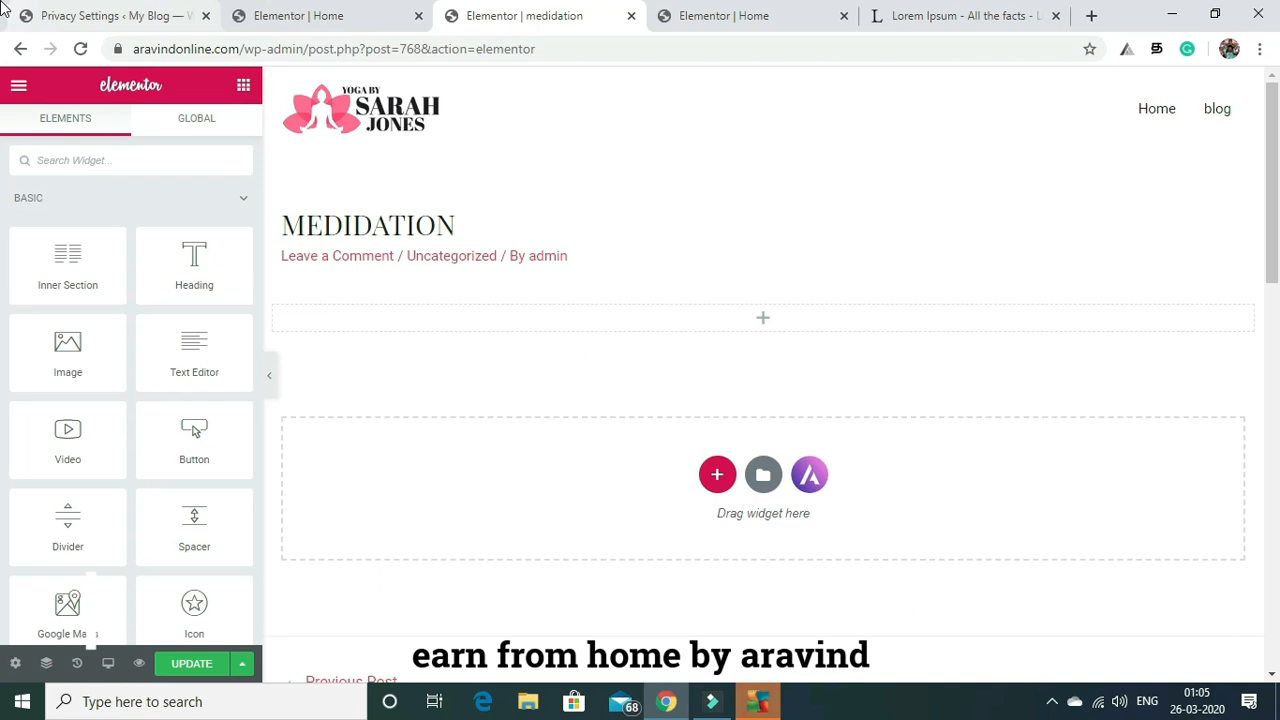 Privacy Settings ‹ My Blog — W
Elementor | Home
Elementor | medidation
Elementor | Home
Lorem Ipsum - All the facts - L
aravindonline.com/wp-admin/post.php?post=768&action=elementor
elementor
ELEMENTS
GLOBAL
Search Widget...
BASIC
Inner Section
Heading
Image
Text Editor
Video
Button
Divider
Spacer
Google Ma
Icon
UPDATE
YOGA BY
SARAH
JONES
Home
blog
MEDIDATION
Leave a Comment / Uncategorized / By admin
Drag widget here
← Previous Post
earn from home by aravind
Type here to search
68
ENG
01:05
26-03-2020